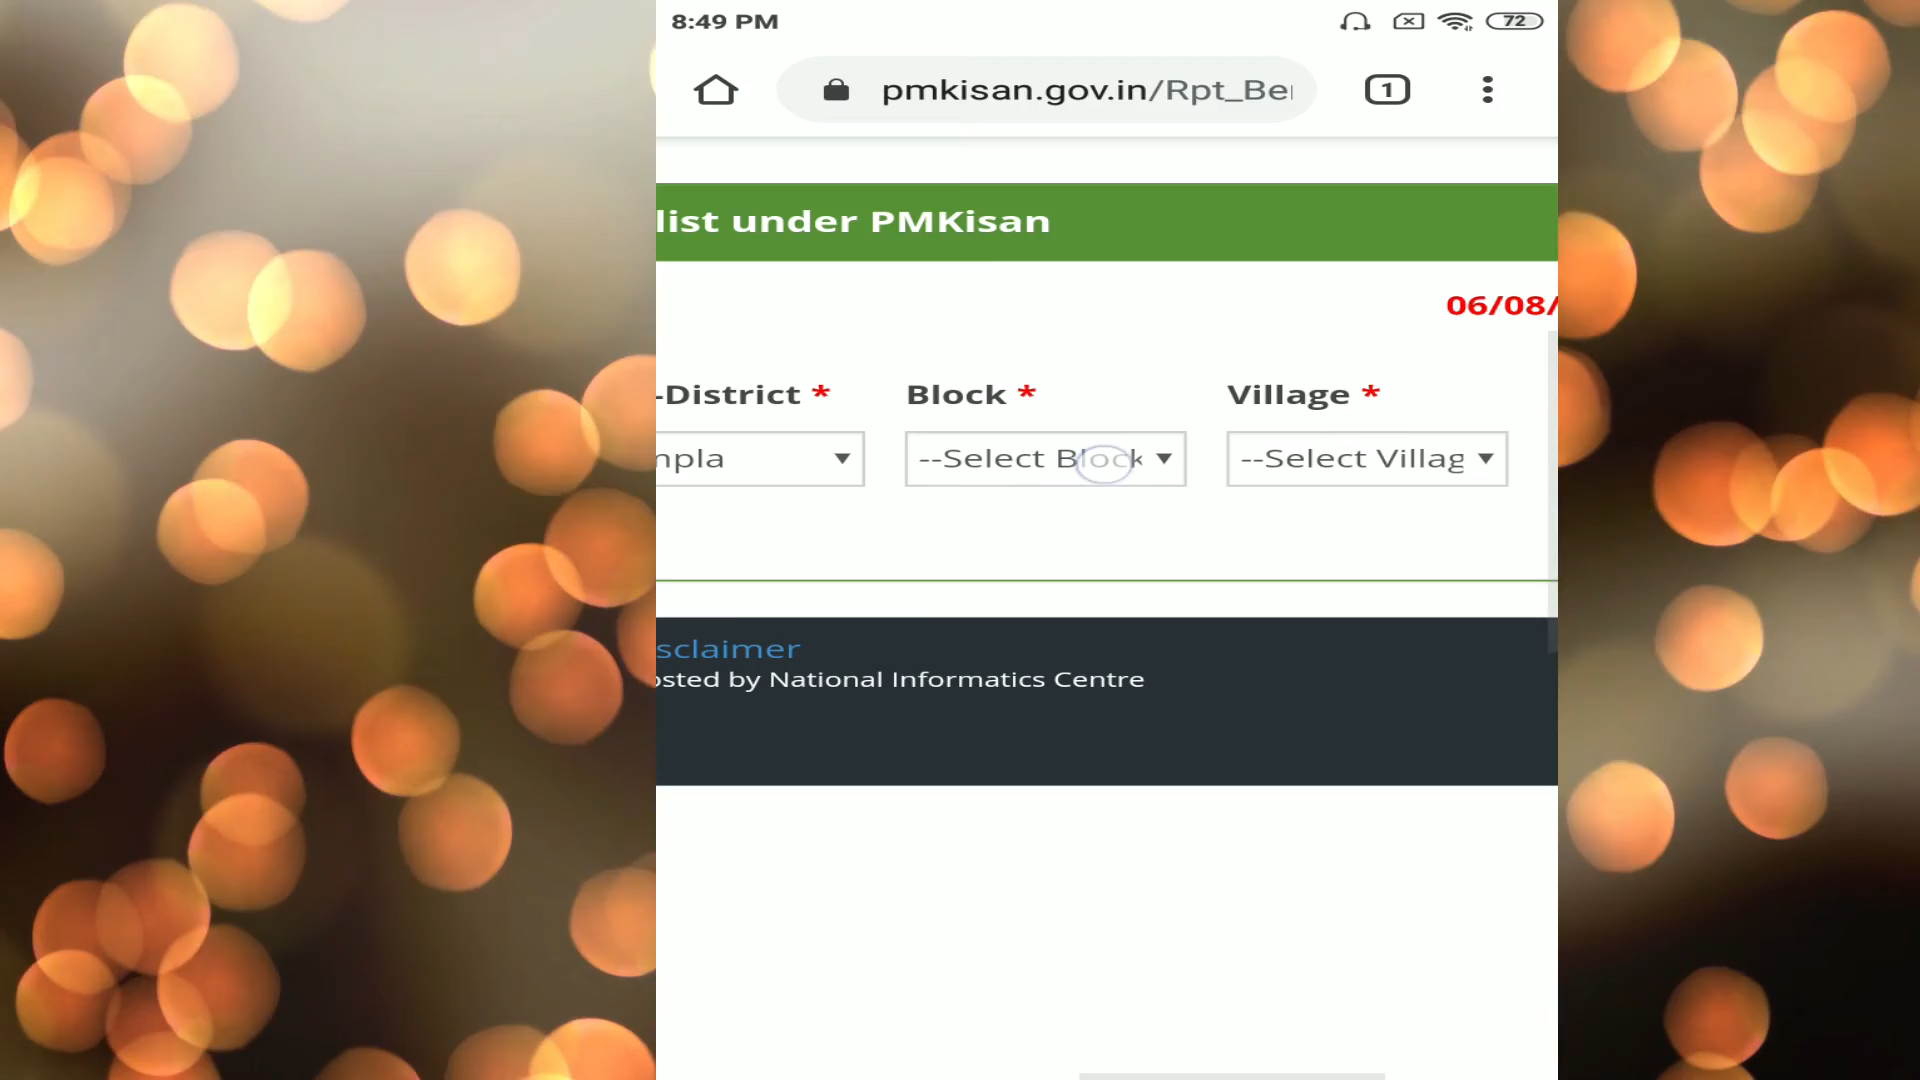 8:49 PM 72
pmkisan.gov.in/Rpt_Be 1
list under PMKisan
06/08/
-District * Block * Village *
npla --Select Block --Select Villag
sclaimer
osted by National Informatics Centre